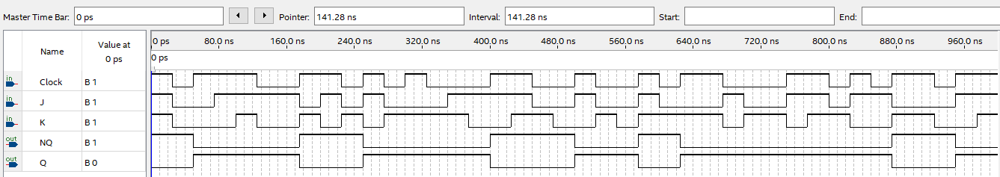 Master Time Bar: 0 ps Pointer: 141.28 ns Interval: 141.28 ns Start: End:
Name Value at 0 ps 0 ps 80.0 ns 160.0 ns 240.0 ns 320.0 ns 400.0 ns 480.0 ns 560.0 ns 640.0 ns 720.0 ns 800.0 ns 880.0 ns 960.0 ns
0 ps
in Clock B 1
in J B 1
in K B 1
out NQ B 1
out Q B 0